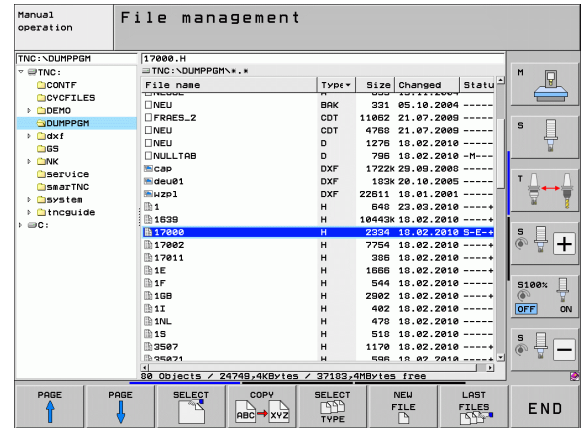 Manual
operation
File management
TNC:\DUMPPGM
17000.H
TNC:
CONTF
CYCFILES
DEMO
DUMPPGM
dxf
GS
NK
service
smarTNC
system
tncguide
C:
TNC:\DUMPPGM\*.*
File name Type Size Changed Statu
NEU BAK 331 05.10.2004 -----
FRAES_2 CDT 11062 21.07.2009 -----
NEU CDT 4768 21.07.2009 -----
NEU D 1276 18.02.2010 -----
NULLTAB D 796 18.02.2010 -M---
cap DXF 1722k 29.09.2008 -----
deu01 DXF 183k 20.10.2005 -----
wzpl DXF 22611 18.01.2001 -----
1 H 648 23.03.2010 ----+
1639 H 10443k 18.02.2010 ----+
17000 H 2334 18.02.2010 S-E-+
17002 H 7754 18.02.2010 ----+
17011 H 386 18.02.2010 ----+
1E H 1666 18.02.2010 ----+
1F H 544 18.02.2010 ----+
1GB H 2902 18.02.2010 ----+
1I H 402 18.02.2010 -----
1NL H 478 18.02.2010 ----+
1S H 518 18.02.2010 ----+
3507 H 1170 18.02.2010 ----+
35071 H 596 18.02.2010 ----+
80 Objects / 24749,4KBytes / 37183,4MBytes free
M
S
T
S
S100%
OFF ON
S
PAGE
PAGE
SELECT
COPY
ABC XYZ
SELECT
TYPE
NEW
FILE
LAST
FILES
END